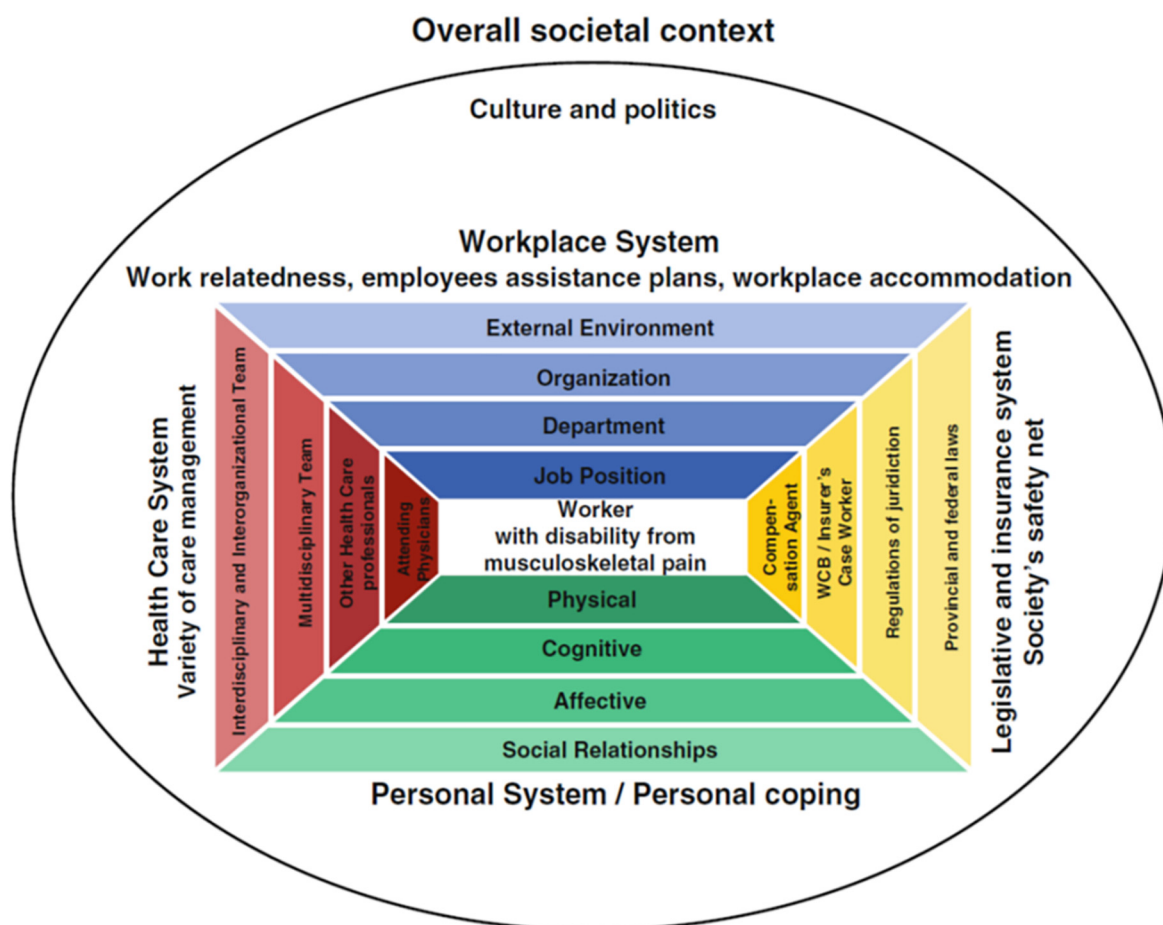 Overall societal context
Culture and politics
Workplace System
Work relatedness, employees assistance plans, workplace accommodation
External Environment
Organization
Department
Job Position
Worker
with disability from
musculoskeletal pain
Physical
Cognitive
Affective
Social Relationships
Personal System / Personal coping
Health Care System
Variety of care management
Interdisciplinary and Interorganizational Team
Multidisciplinary Team
Other Health Care
professionals
Attending
Physicians
Compen-
sation Agent
WCB / Insurer's
Case Worker
Regulations of juridiction
Provincial and federal laws
Legislative and insurance system
Society's safety net